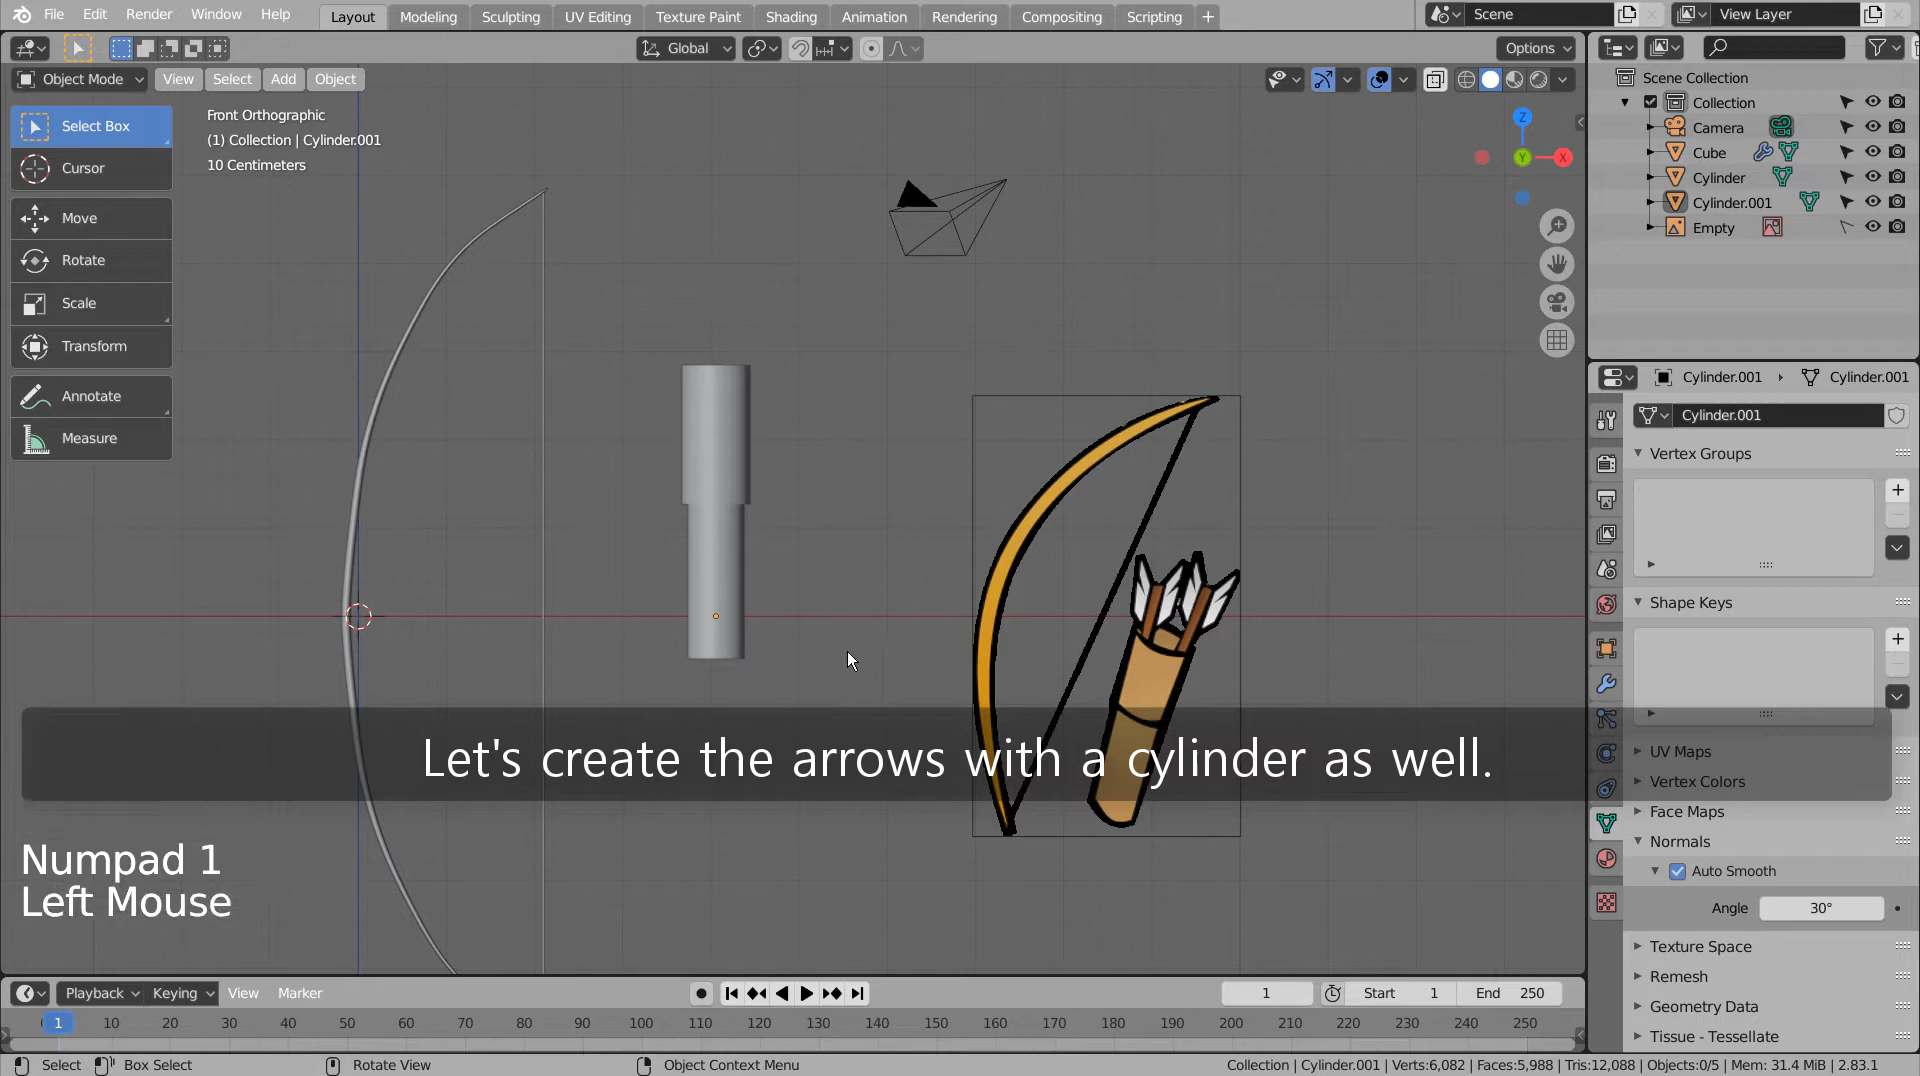 File Edit Render Window Help Layout Modeling Sculpting UV Editing Texture Paint Shading Animation Rendering Compositing Scripting + Scene View Layer
Global Options
Object Mode View Select Add Object
Select Box
Cursor
Move
Rotate
Scale
Transform
Annotate
Measure
Front Orthographic
(1) Collection | Cylinder.001
10 Centimeters
Z
Y
X
Scene Collection
Collection
Camera
Cube
Cylinder
Cylinder.001
Empty
Cylinder.001 Cylinder.001
Cylinder.001
Vertex Groups
Shape Keys
UV Maps
Vertex Colors
Face Maps
Normals
Auto Smooth
Angle 30°
Texture Space
Remesh
Geometry Data
Tissue - Tessellate
Let's create the arrows with a cylinder as well.
Numpad 1
Left Mouse
Playback Keying View Marker 1 Start 1 End 250
1 10 20 30 40 50 60 70 80 90 100 110 120 130 140 150 160 170 180 190 200 210 220 230 240 250
Select Box Select Rotate View Object Context Menu Collection | Cylinder.001 | Verts:6,082 | Faces:5,988 | Tris:12,088 | Objects:0/5 | Mem: 31.4 MiB | 2.83.1